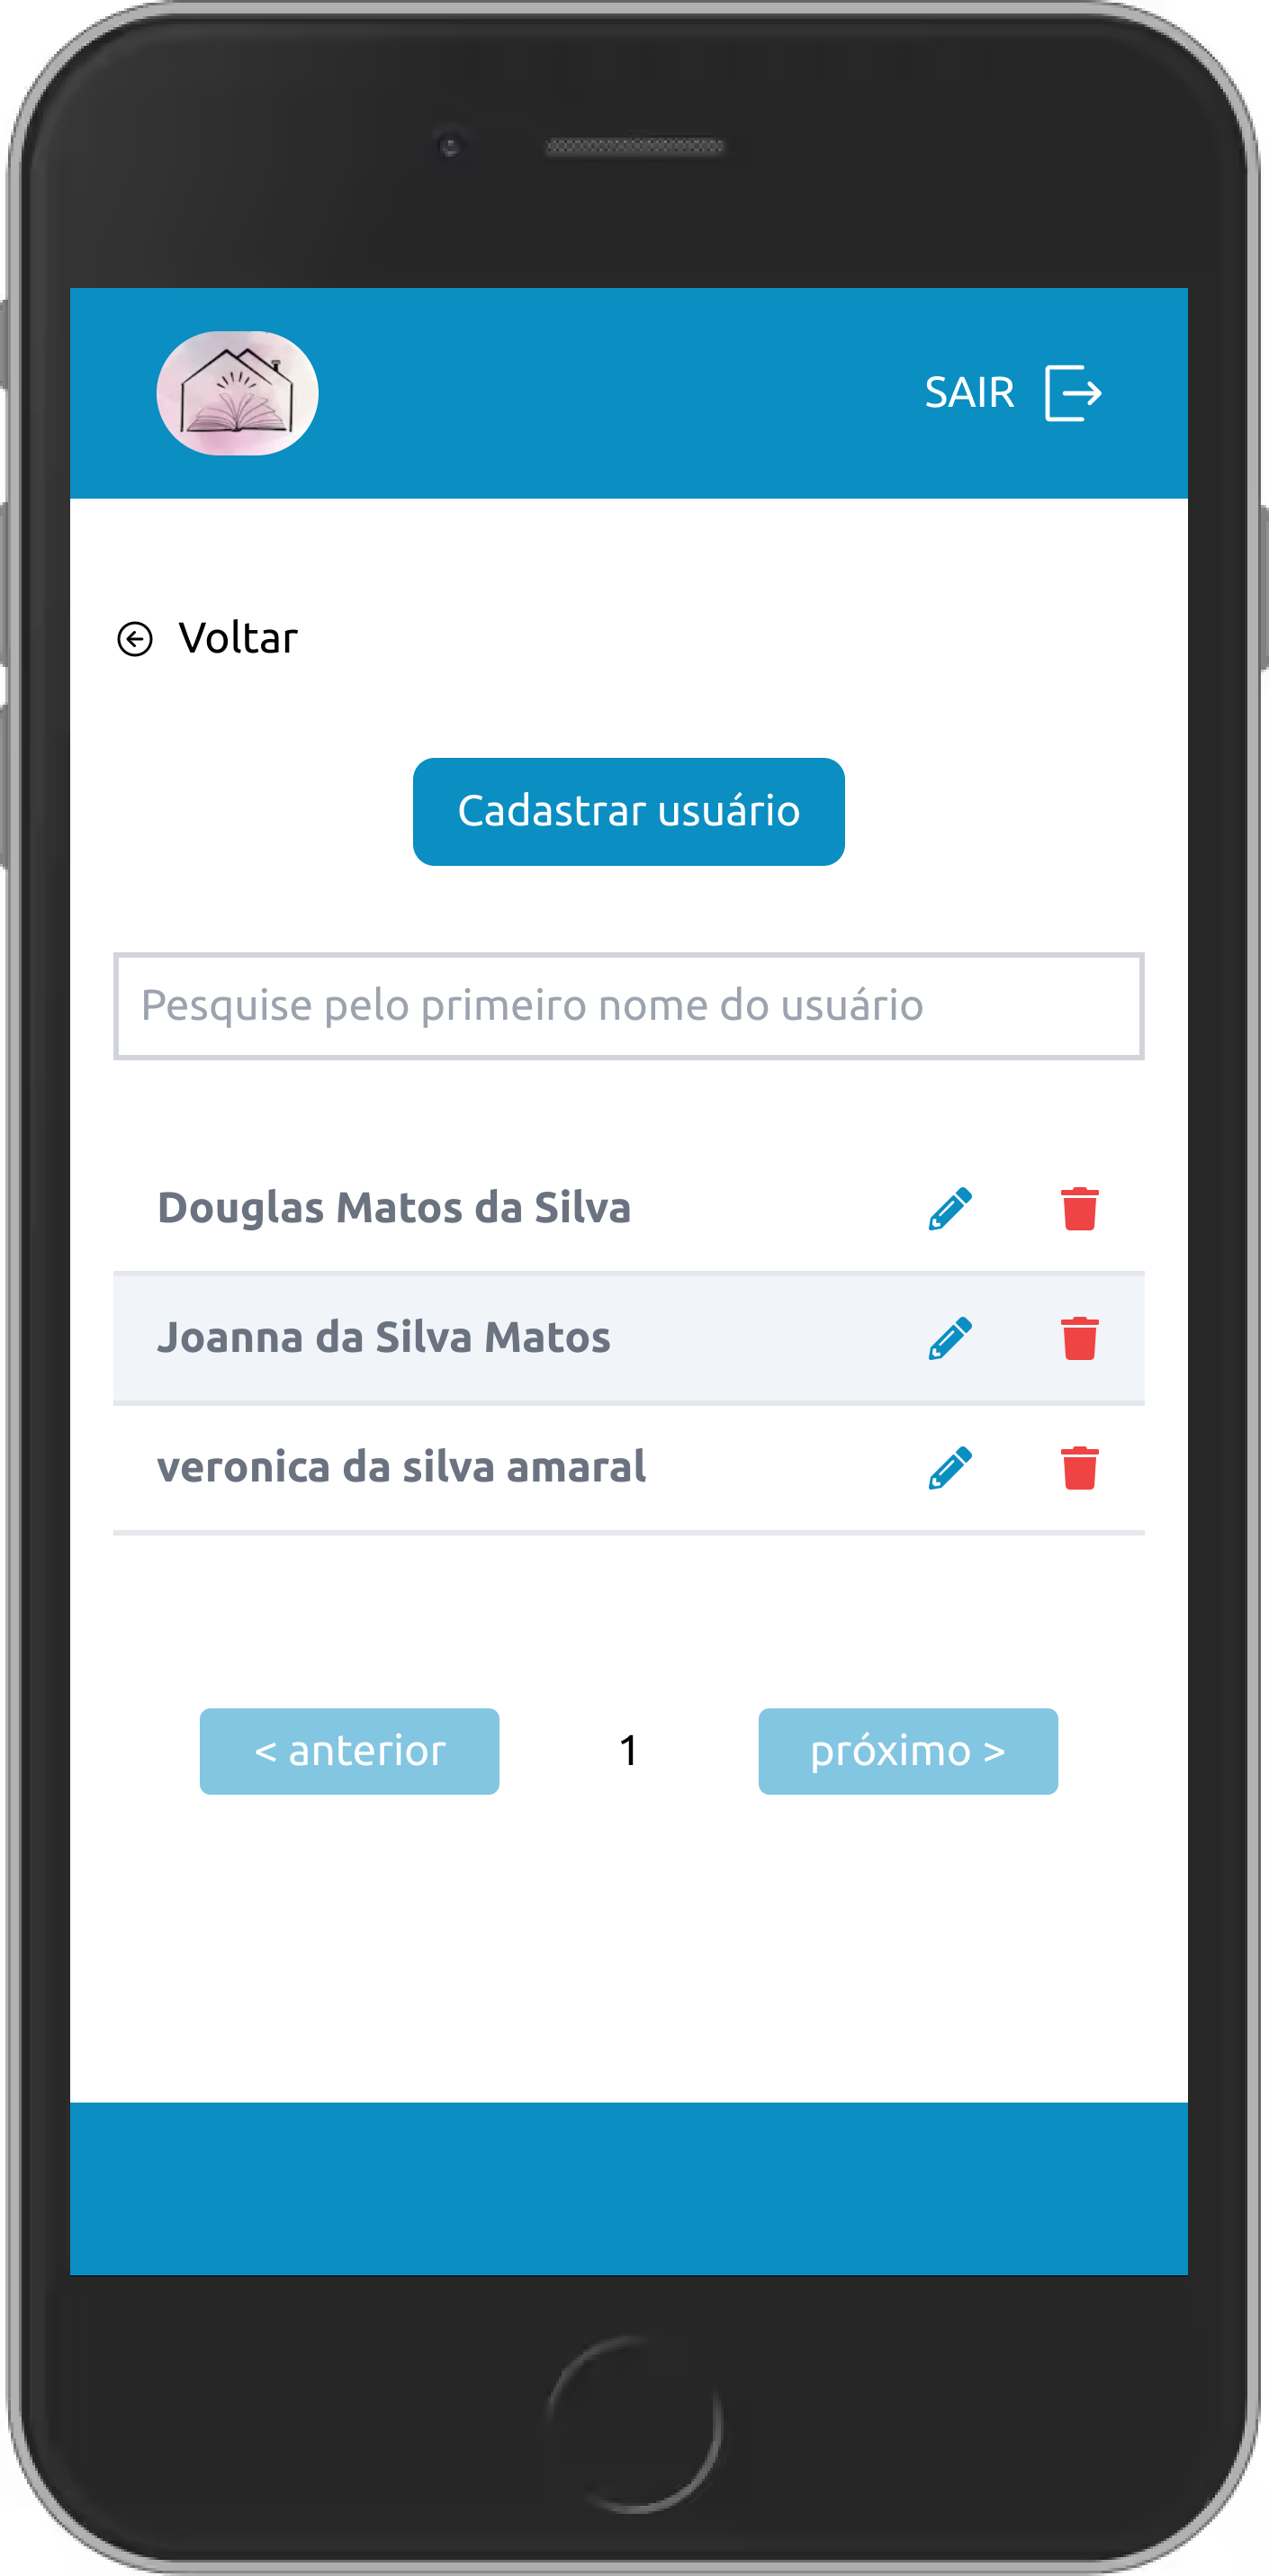 SAIR
Voltar
Cadastrar usuário
Pesquise pelo primeiro nome do usuário
Douglas Matos da Silva
Joanna da Silva Matos
veronica da silva amaral
< anterior 1 próximo >